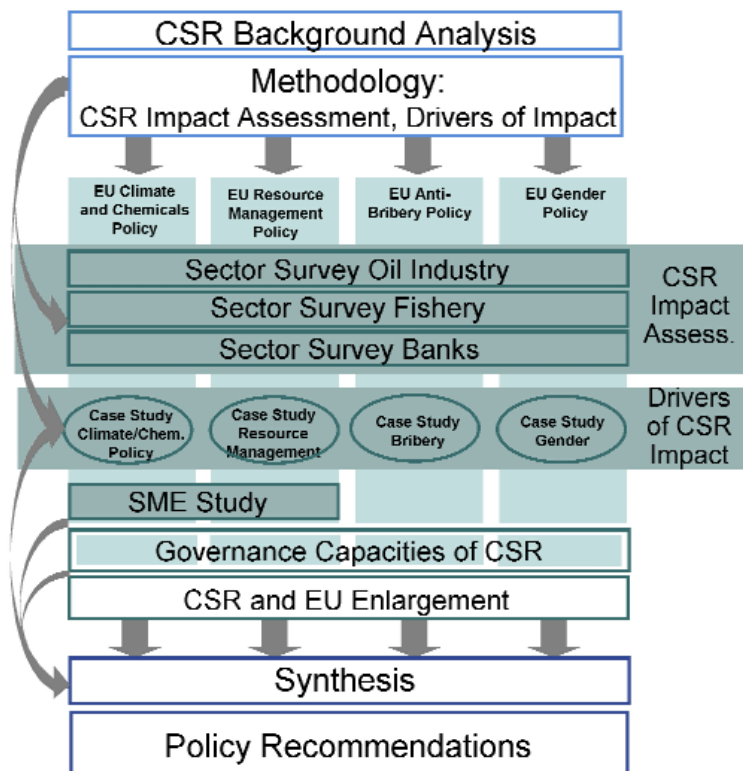 CSR Background Analysis
Methodology:
CSR Impact Assessment, Drivers of Impact
EU Climate
and Chemicals
Policy
EU Resource
Management
Policy
EU Anti-
Bribery Policy
EU Gender
Policy
Sector Survey Oil Industry
Sector Survey Fishery
Sector Survey Banks
CSR
Impact
Assess.
Case Study
Climate/Chem.
Policy
Case Study
Resource
Management
Case Study
Bribery
Case Study
Gender
Drivers
of CSR
Impact
SME Study
Governance Capacities of CSR
CSR and EU Enlargement
Synthesis
Policy Recommendations